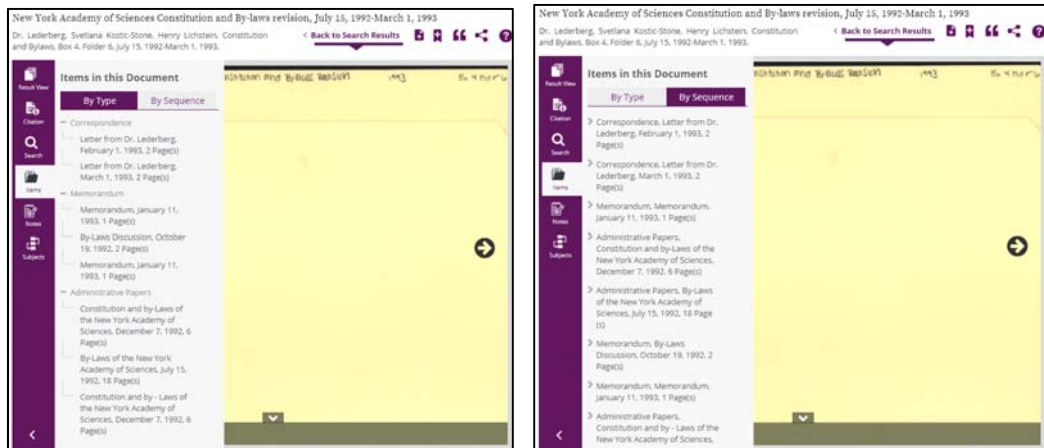 New York Academy of Sciences Constitution and By-laws revision, July 15, 1992-March 1, 1993
Dr. Lederberg, Svetlana Kostic-Stone, Henry Lichstein, Constitution
and Bylaws, Box 4, Folder 6, July 15, 1992-March 1, 1993.
< Back to Search Results
Result View
Citation
Search
Items
Notes
Subjects
Items in this Document
By Type
By Sequence
Correspondence
Letter from Dr. Lederberg,
February 1, 1993, 2 Page(s)
Letter from Dr. Lederberg,
March 1, 1993, 2 Page(s)
Memorandum
Memorandum, January 11,
1993, 1 Page(s)
By-Laws Discussion, October
19, 1992, 2 Page(s)
Memorandum, January 11,
1993, 1 Page(s)
Administrative Papers
Constitution and by-Laws of
the New York Academy of
Sciences, December 7, 1992, 6
Page(s)
By-Laws of the New York
Academy of Sciences, July 15,
1992, 18 Page(s)
Constitution and by - Laws of
the New York Academy of
Sciences, December 7, 1992, 6
Page(s)
1993
New York Academy of Sciences Constitution and By-laws revision, July 15, 1992-March 1, 1993
Dr. Lederberg, Svetlana Kostic-Stone, Henry Lichstein, Constitution
and Bylaws, Box 4, Folder 6, July 15, 1992-March 1, 1993.
< Back to Search Results
Result View
Citation
Search
Items
Notes
Subjects
Items in this Document
By Type
By Sequence
Correspondence, Letter from Dr.
Lederberg, February 1, 1993, 2
Page(s)
Correspondence, Letter from Dr.
Lederberg, March 1, 1993, 2
Page(s)
Memorandum, Memorandum,
January 11, 1993, 1 Page(s)
Administrative Papers,
Constitution and by-Laws of the
New York Academy of Sciences,
December 7, 1992, 6 Page(s)
Administrative Papers, By-Laws
of the New York Academy of
Sciences, July 15, 1992, 18 Page
(s)
Memorandum, By-Laws
Discussion, October 19, 1992, 2
Page(s)
Memorandum, Memorandum,
January 11, 1993, 1 Page(s)
Administrative Papers,
Constitution and by - Laws of the
New York Academy of Sciences,
1993